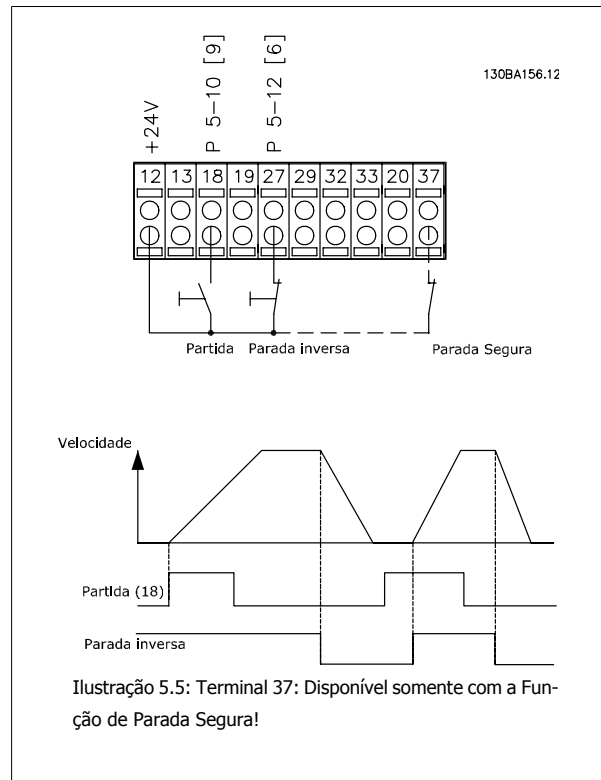 P 5-10 [9]
P 5-12 [6]
130BA156.12
+24V
12 13 18 19 27 29 32 33 20 37
Partida Parada inversa Parada Segura
Velocidade
Partida (18)
Parada inversa
Ilustração 5.5: Terminal 37: Disponível somente com a Fun-
ção de Parada Segura!